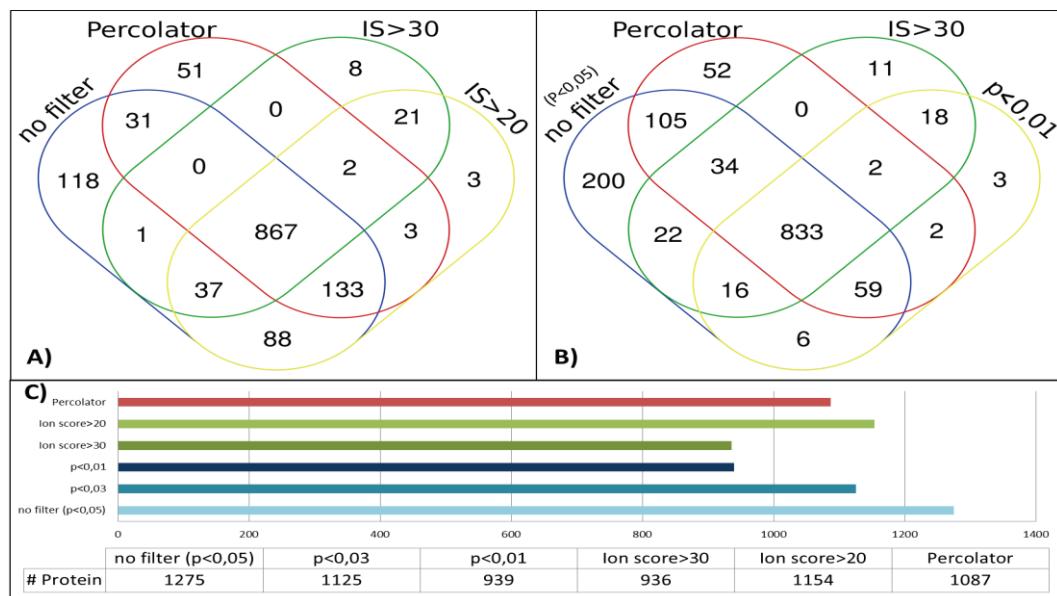 Percolator IS>30
no filter IS>20
51 8
31 0 21
118 0 2 3
1 867 3
37 133
88
A)
Percolator IS>30
(P<0,05)
no filter p<0,01
52 11
105 0 18
200 34 2 3
22 833 2
16 59
6
B)
C)
Percolator
Ion score>20
Ion score>30
p<0,01
p<0,03
no filter (p<0,05)
0 200 400 600 800 1000 1200 1400
no filter (p<0,05) p<0,03 p<0,01 Ion score>30 Ion score>20 Percolator
# Protein 1275 1125 939 936 1154 1087